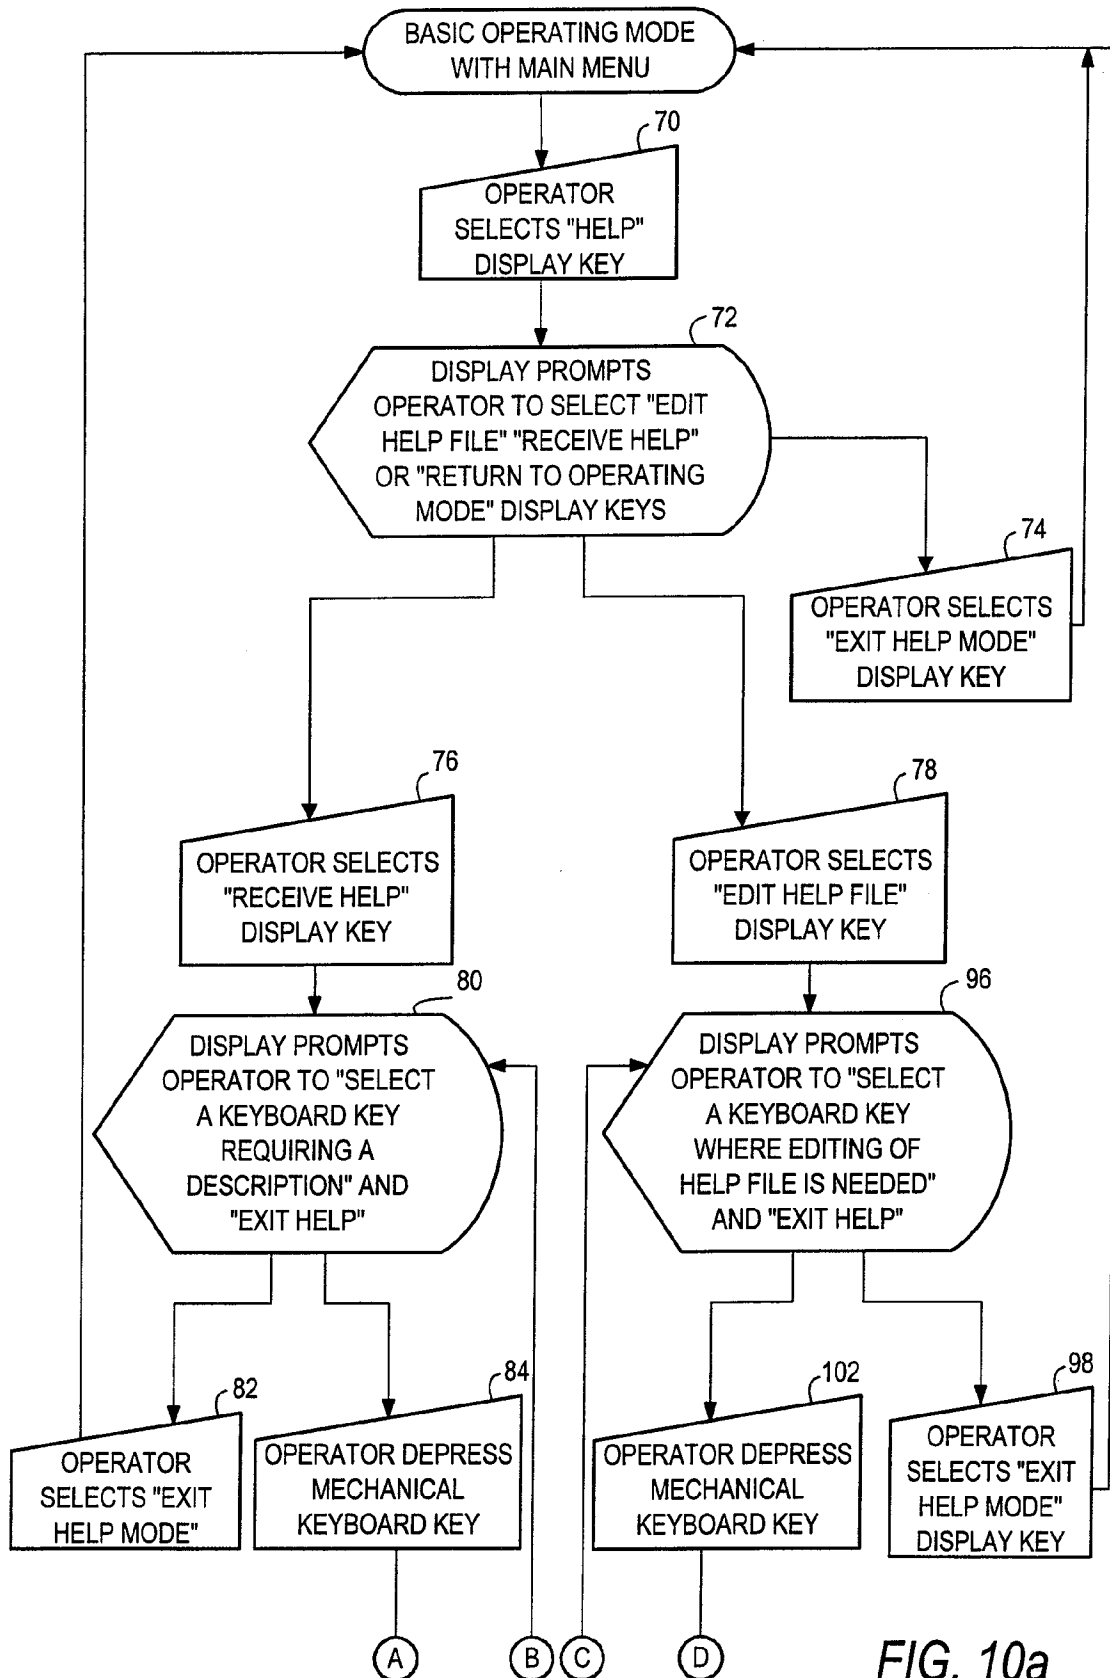 BASIC OPERATING MODE
WITH MAIN MENU
70
OPERATOR
SELECTS "HELP"
DISPLAY KEY
72
DISPLAY PROMPTS
OPERATOR TO SELECT "EDIT
HELP FILE" "RECEIVE HELP"
OR "RETURN TO OPERATING
MODE" DISPLAY KEYS
74
OPERATOR SELECTS
"EXIT HELP MODE"
DISPLAY KEY
76
OPERATOR SELECTS
"RECEIVE HELP"
DISPLAY KEY
78
OPERATOR SELECTS
"EDIT HELP FILE"
DISPLAY KEY
80
DISPLAY PROMPTS
OPERATOR TO "SELECT
A KEYBOARD KEY
REQUIRING A
DESCRIPTION" AND
"EXIT HELP"
96
DISPLAY PROMPTS
OPERATOR TO "SELECT
A KEYBOARD KEY
WHERE EDITING OF
HELP FILE IS NEEDED"
AND "EXIT HELP"
82
OPERATOR
SELECTS "EXIT
HELP MODE"
84
OPERATOR DEPRESS
MECHANICAL
KEYBOARD KEY
102
OPERATOR DEPRESS
MECHANICAL
KEYBOARD KEY
98
OPERATOR
SELECTS "EXIT
HELP MODE"
DISPLAY KEY
A
B
C
D
FIG. 10a